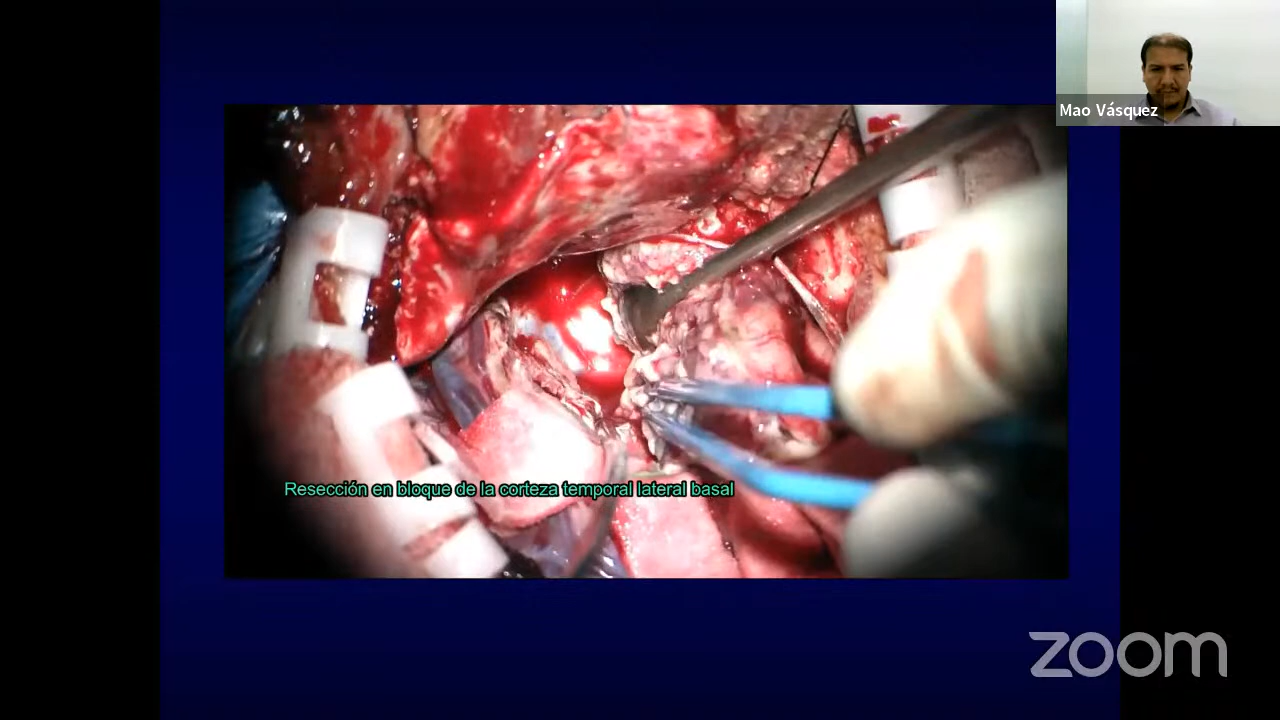 Mao Vásquez
Resección en bloque de la corteza temporal lateral basal
zoom